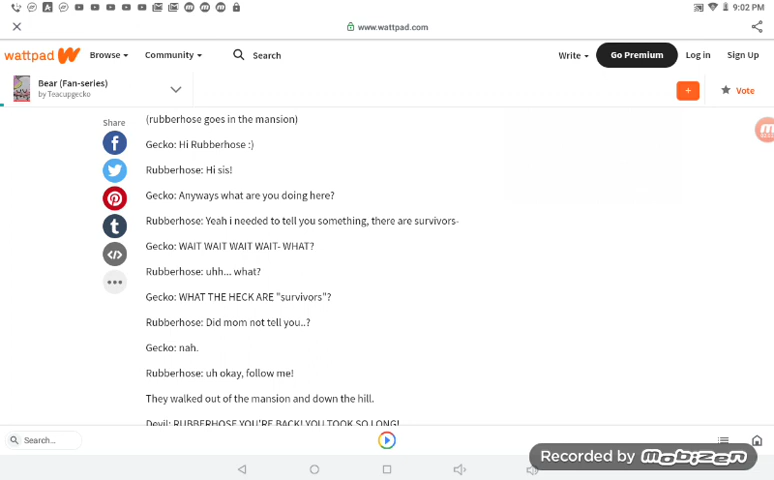 9:02 PM
www.wattpad.com
wattpad
Browse
Community
Search
Write
Go Premium
Log in
Sign Up
Bear (Fan-series)
by Teacupgecko
+
Vote
Share
(rubberhose goes in the mansion)
Gecko: Hi Rubberhose :)
Rubberhose: Hi sis!
Gecko: Anyways what are you doing here?
Rubberhose: Yeah i needed to tell you something, there are survivors-
Gecko: WAIT WAIT WAIT WAIT- WHAT?
Rubberhose: uhh... what?
Gecko: WHAT THE HECK ARE "survivors"?
Rubberhose: Did mom not tell you..?
Gecko: nah.
Rubberhose: uh okay, follow me!
They walked out of the mansion and down the hill.
Devil: RUBBERHOSE YOU'RE BACK! YOU TOOK SO LONG!
Search...
Recorded by mobizen